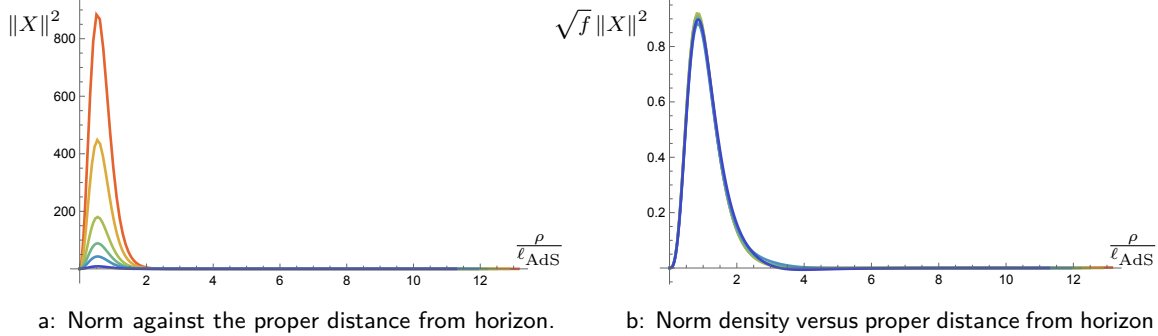 ‖X‖²
800
600
400
200
2 4 6 8 10 12
ρ/ℓ_AdS
a: Norm against the proper distance from horizon.
√f ‖X‖²
0.8
0.6
0.4
0.2
2 4 6 8 10 12
ρ/ℓ_AdS
b: Norm density versus proper distance from horizon